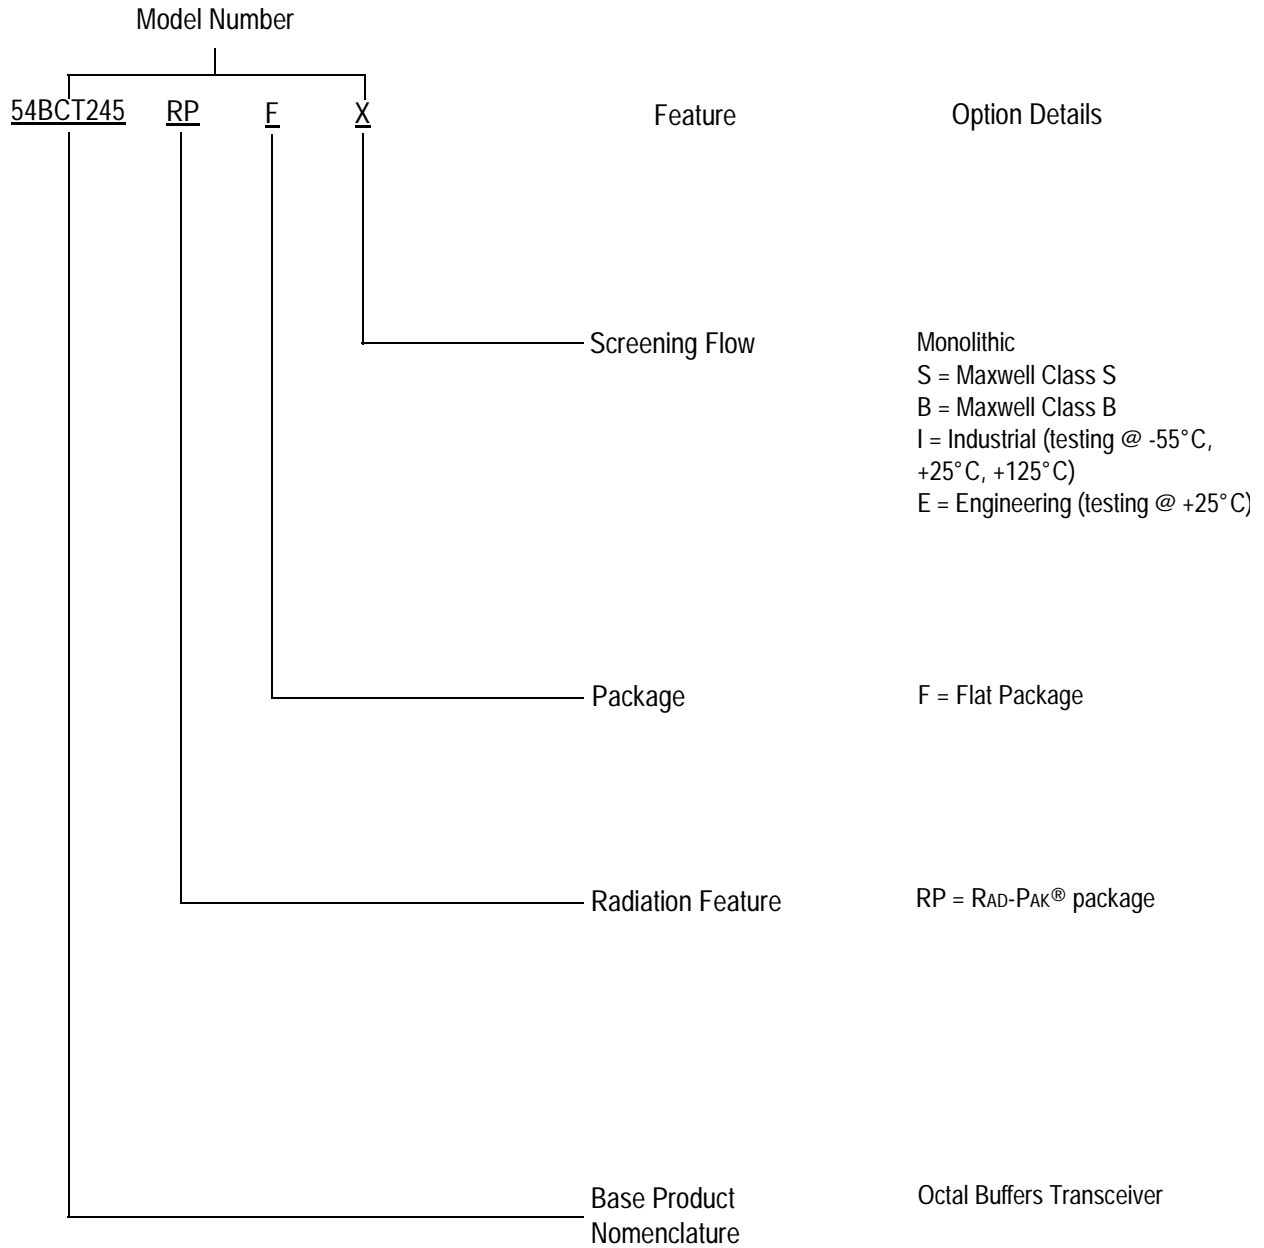 Model Number
54BCT245 RP F X Feature Option Details
Screening Flow Monolithic
S = Maxwell Class S
B = Maxwell Class B
I = Industrial (testing @ -55°C,
+25°C, +125°C)
E = Engineering (testing @ +25°C)
Package F = Flat Package
Radiation Feature RP = RAD-PAK® package
Base Product Octal Buffers Transceiver
Nomenclature